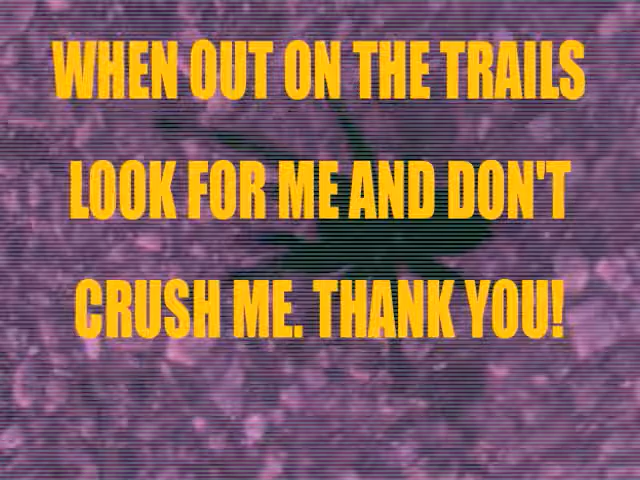 WHEN OUT ON THE TRAILS
LOOK FOR ME AND DON'T
CRUSH ME. THANK YOU!